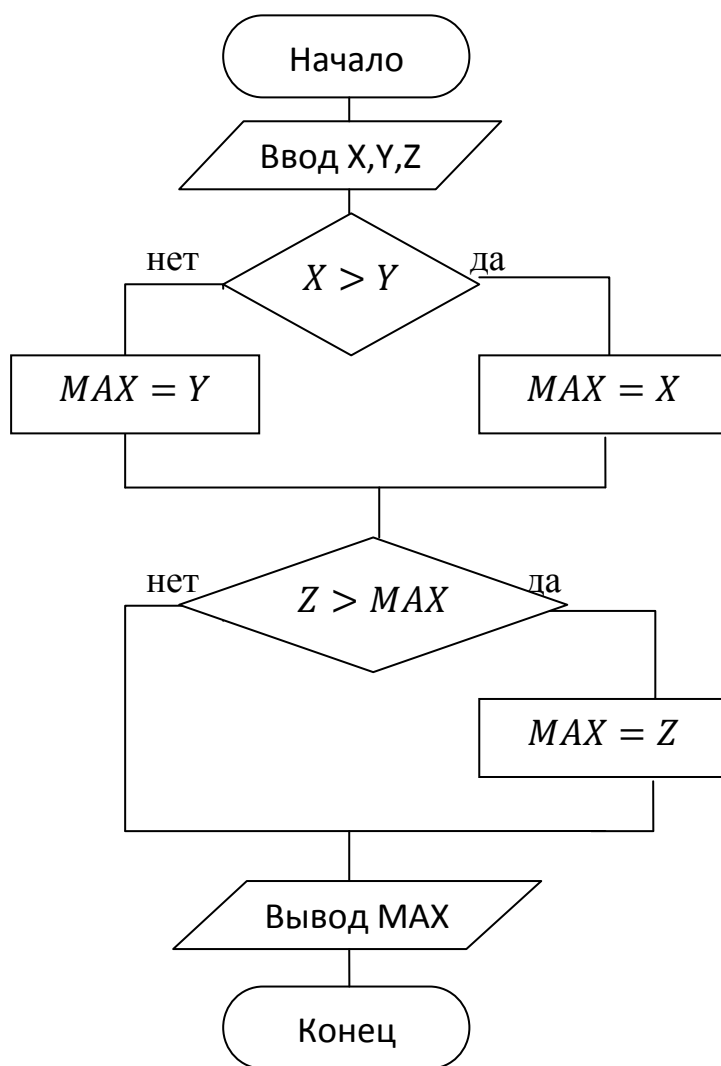 Начало
Ввод X,Y,Z
нет
X > Y
да
MAX = Y
MAX = X
нет
Z > MAX
да
MAX = Z
Вывод MAX
Конец